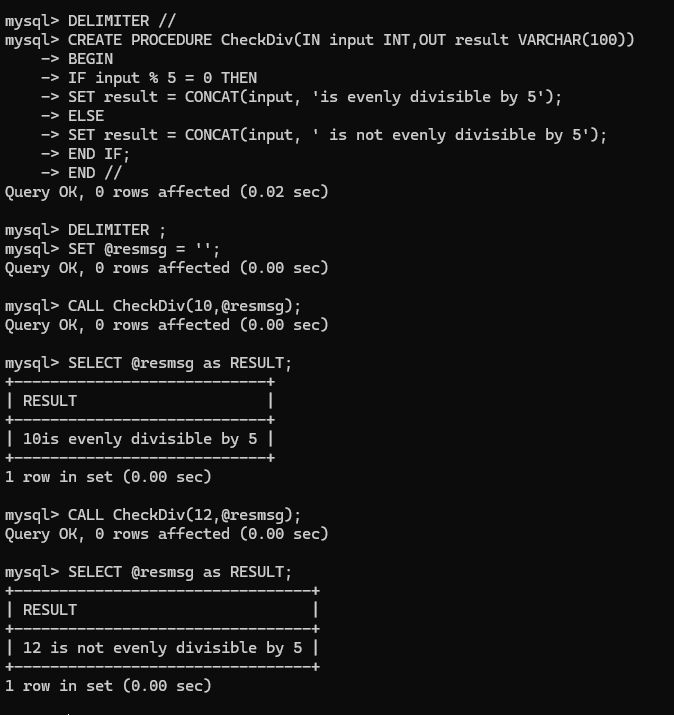 mysql> DELIMITER //
mysql> CREATE PROCEDURE CheckDiv(IN input INT,OUT result VARCHAR(100))
    -> BEGIN
    -> IF input % 5 = 0 THEN
    -> SET result = CONCAT(input, 'is evenly divisible by 5');
    -> ELSE
    -> SET result = CONCAT(input, ' is not evenly divisible by 5');
    -> END IF;
    -> END //
Query OK, 0 rows affected (0.02 sec)

mysql> DELIMITER ;
mysql> SET @resmsg = '';
Query OK, 0 rows affected (0.00 sec)

mysql> CALL CheckDiv(10,@resmsg);
Query OK, 0 rows affected (0.00 sec)

mysql> SELECT @resmsg as RESULT;
+----------------------------+
| RESULT                     |
+----------------------------+
| 10is evenly divisible by 5 |
+----------------------------+
1 row in set (0.00 sec)

mysql> CALL CheckDiv(12,@resmsg);
Query OK, 0 rows affected (0.00 sec)

mysql> SELECT @resmsg as RESULT;
+---------------------------------+
| RESULT                          |
+---------------------------------+
| 12 is not evenly divisible by 5 |
+---------------------------------+
1 row in set (0.00 sec)